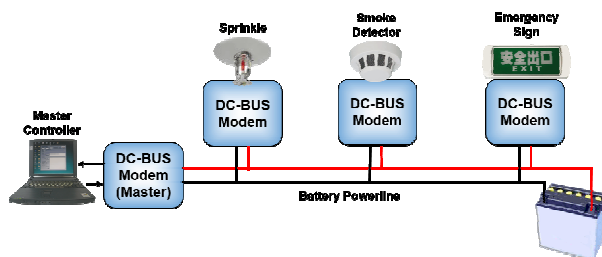 Sprinkle
Smoke
Detector
Emergency
Sign
安全出口
EXIT
DC-BUS
Modem
DC-BUS
Modem
DC-BUS
Modem
Master
Controller
DC-BUS
Modem
(Master)
Battery Powerline